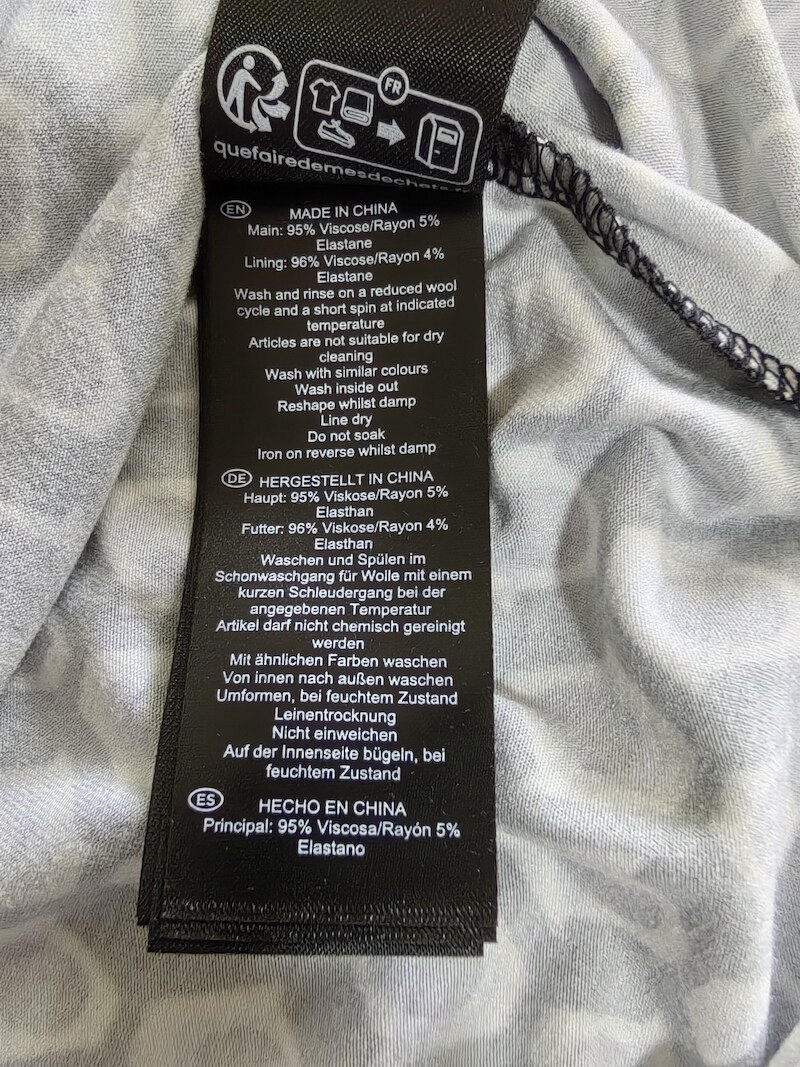 FR
quefairedemesdechets.fr
EN MADE IN CHINA
Main: 95% Viscose/Rayon 5%
Elastane
Lining: 96% Viscose/Rayon 4%
Elastane
Wash and rinse on a reduced wool
cycle and a short spin at indicated
temperature
Articles are not suitable for dry
cleaning
Wash with similar colours
Wash inside out
Reshape whilst damp
Line dry
Do not soak
Iron on reverse whilst damp
DE HERGESTELLT IN CHINA
Haupt: 95% Viskose/Rayon 5%
Elasthan
Futter: 96% Viskose/Rayon 4%
Elasthan
Waschen und Spülen im
Schonwaschgang für Wolle mit einem
kurzen Schleudergang bei der
angegebenen Temperatur
Artikel darf nicht chemisch gereinigt
werden
Mit ähnlichen Farben waschen
Von innen nach außen waschen
Umformen, bei feuchtem Zustand
Leinentrocknung
Nicht einweichen
Auf der Innenseite bügeln, bei
feuchtem Zustand
ES HECHO EN CHINA
Principal: 95% Viscosa/Rayón 5%
Elastano